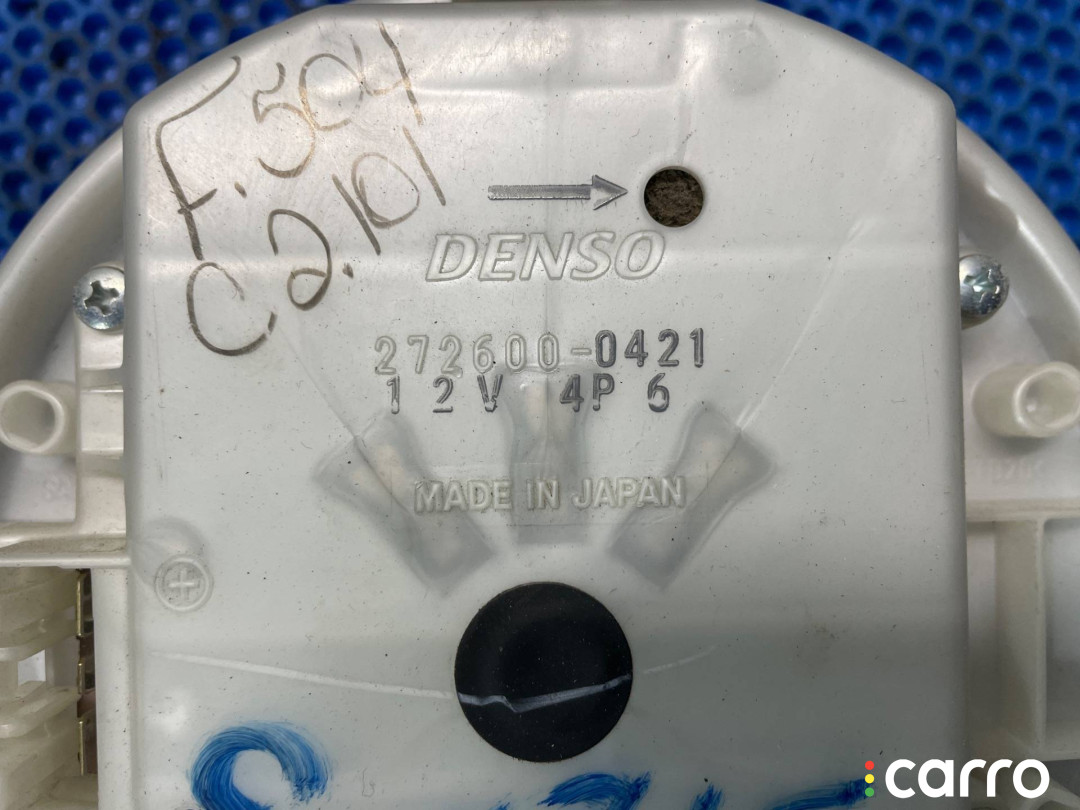 F.504
C2.101
DENSO
272600-0421
12V 4P 6
MADE IN JAPAN
carro